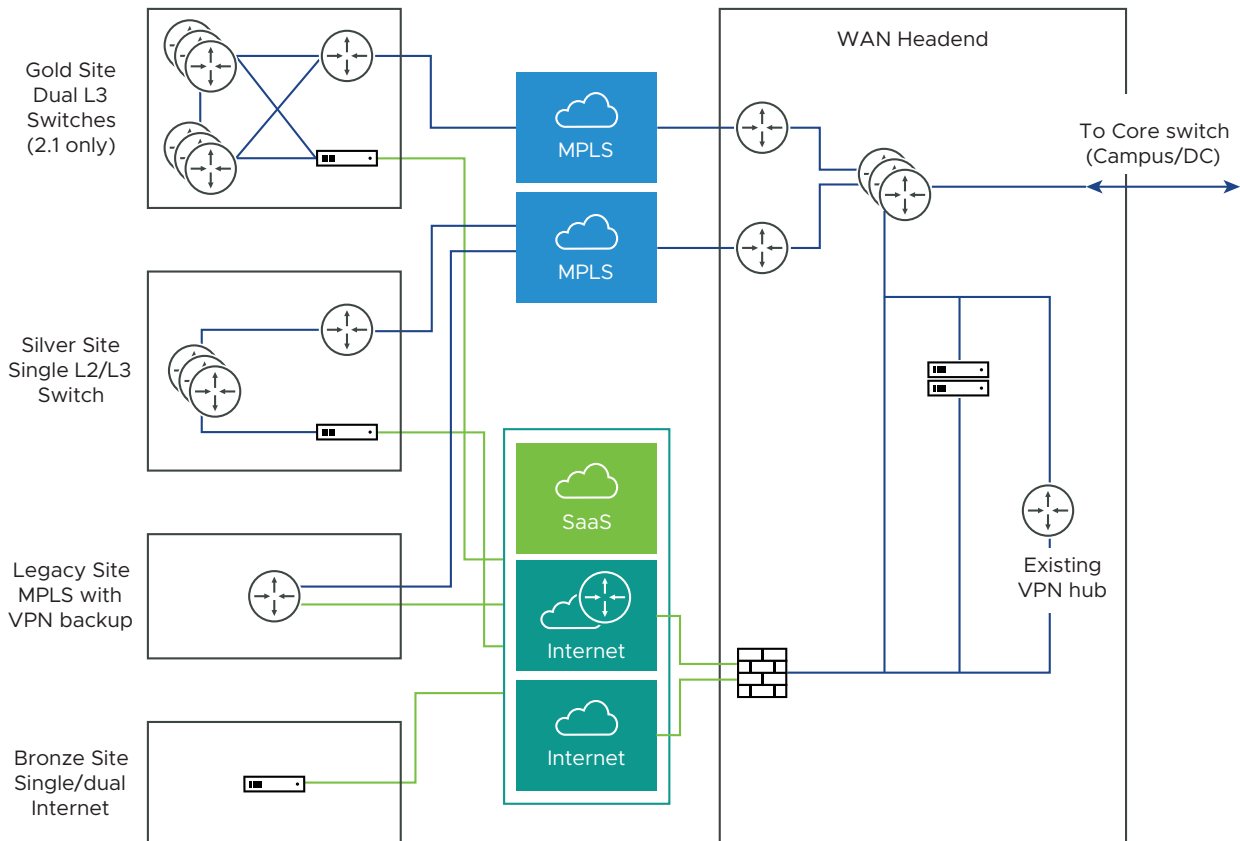 Gold Site
Dual L3
Switches
(2.1 only)
MPLS
WAN Headend
To Core switch
(Campus/DC)
MPLS
Silver Site
Single L2/L3
Switch
SaaS
Legacy Site
MPLS with
VPN backup
Internet
Existing
VPN hub
Bronze Site
Single/dual
Internet
Internet